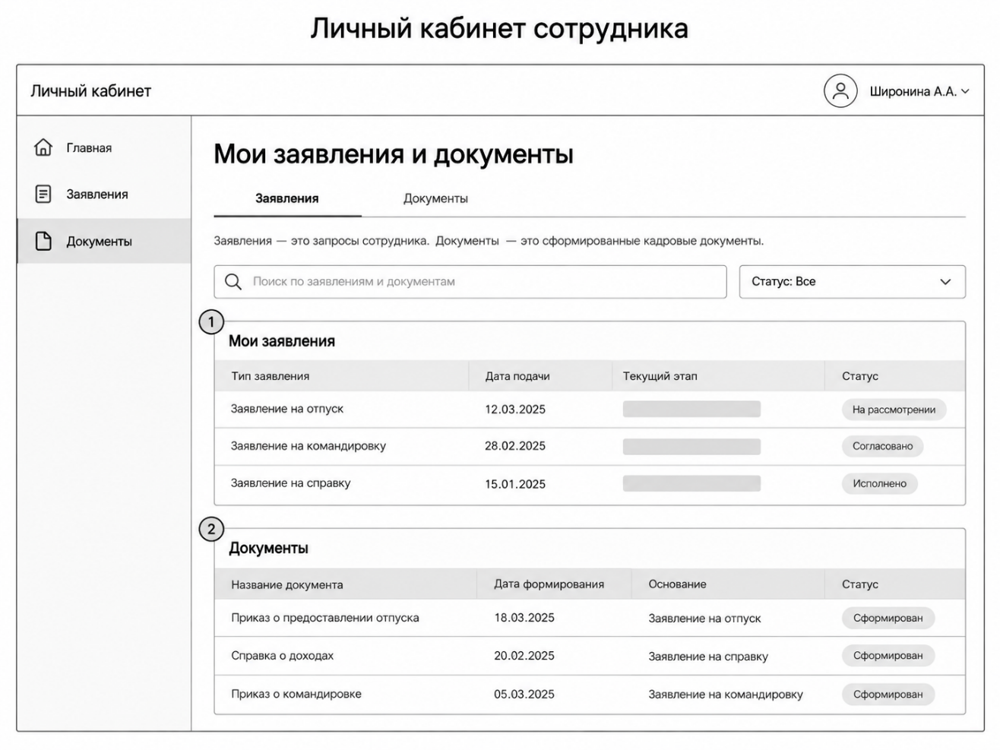 Личный кабинет сотрудника
Личный кабинет
Широнина А.А.
Главная
Заявления
Документы
Мои заявления и документы
Заявления Документы
Заявления — это запросы сотрудника. Документы — это сформированные кадровые документы.
Поиск по заявлениям и документам Статус: Все
1
Мои заявления
Тип заявления Дата подачи Текущий этап Статус
Заявление на отпуск 12.03.2025 На рассмотрении
Заявление на командировку 28.02.2025 Согласовано
Заявление на справку 15.01.2025 Исполнено
2
Документы
Название документа Дата формирования Основание Статус
Приказ о предоставлении отпуска 18.03.2025 Заявление на отпуск Сформирован
Справка о доходах 20.02.2025 Заявление на справку Сформирован
Приказ о командировке 05.03.2025 Заявление на командировку Сформирован